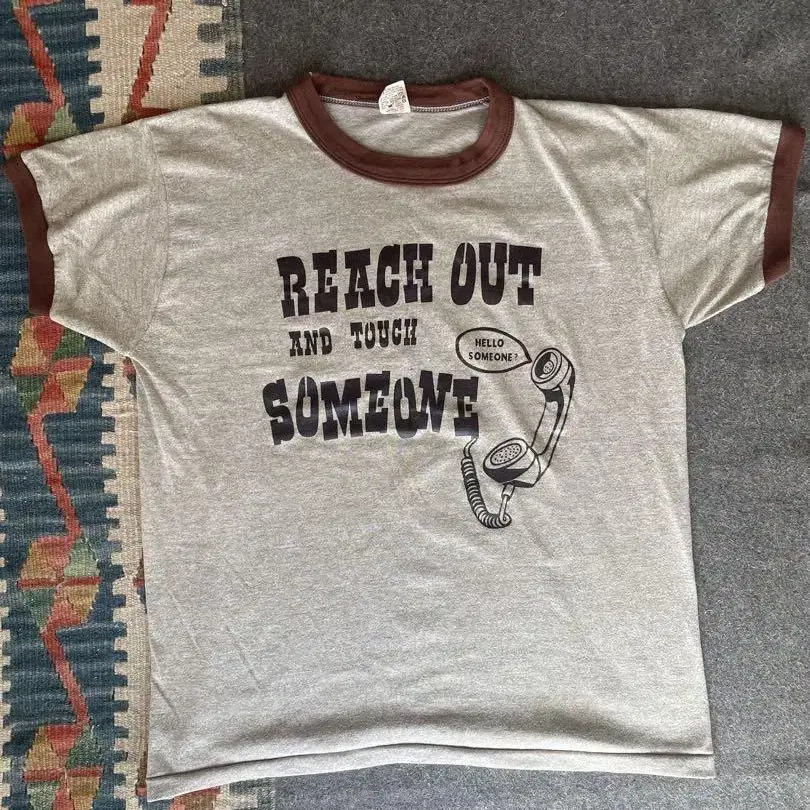 REACH OUT
AND TOUCH
SOMEONE
HELLO
SOMEONE?